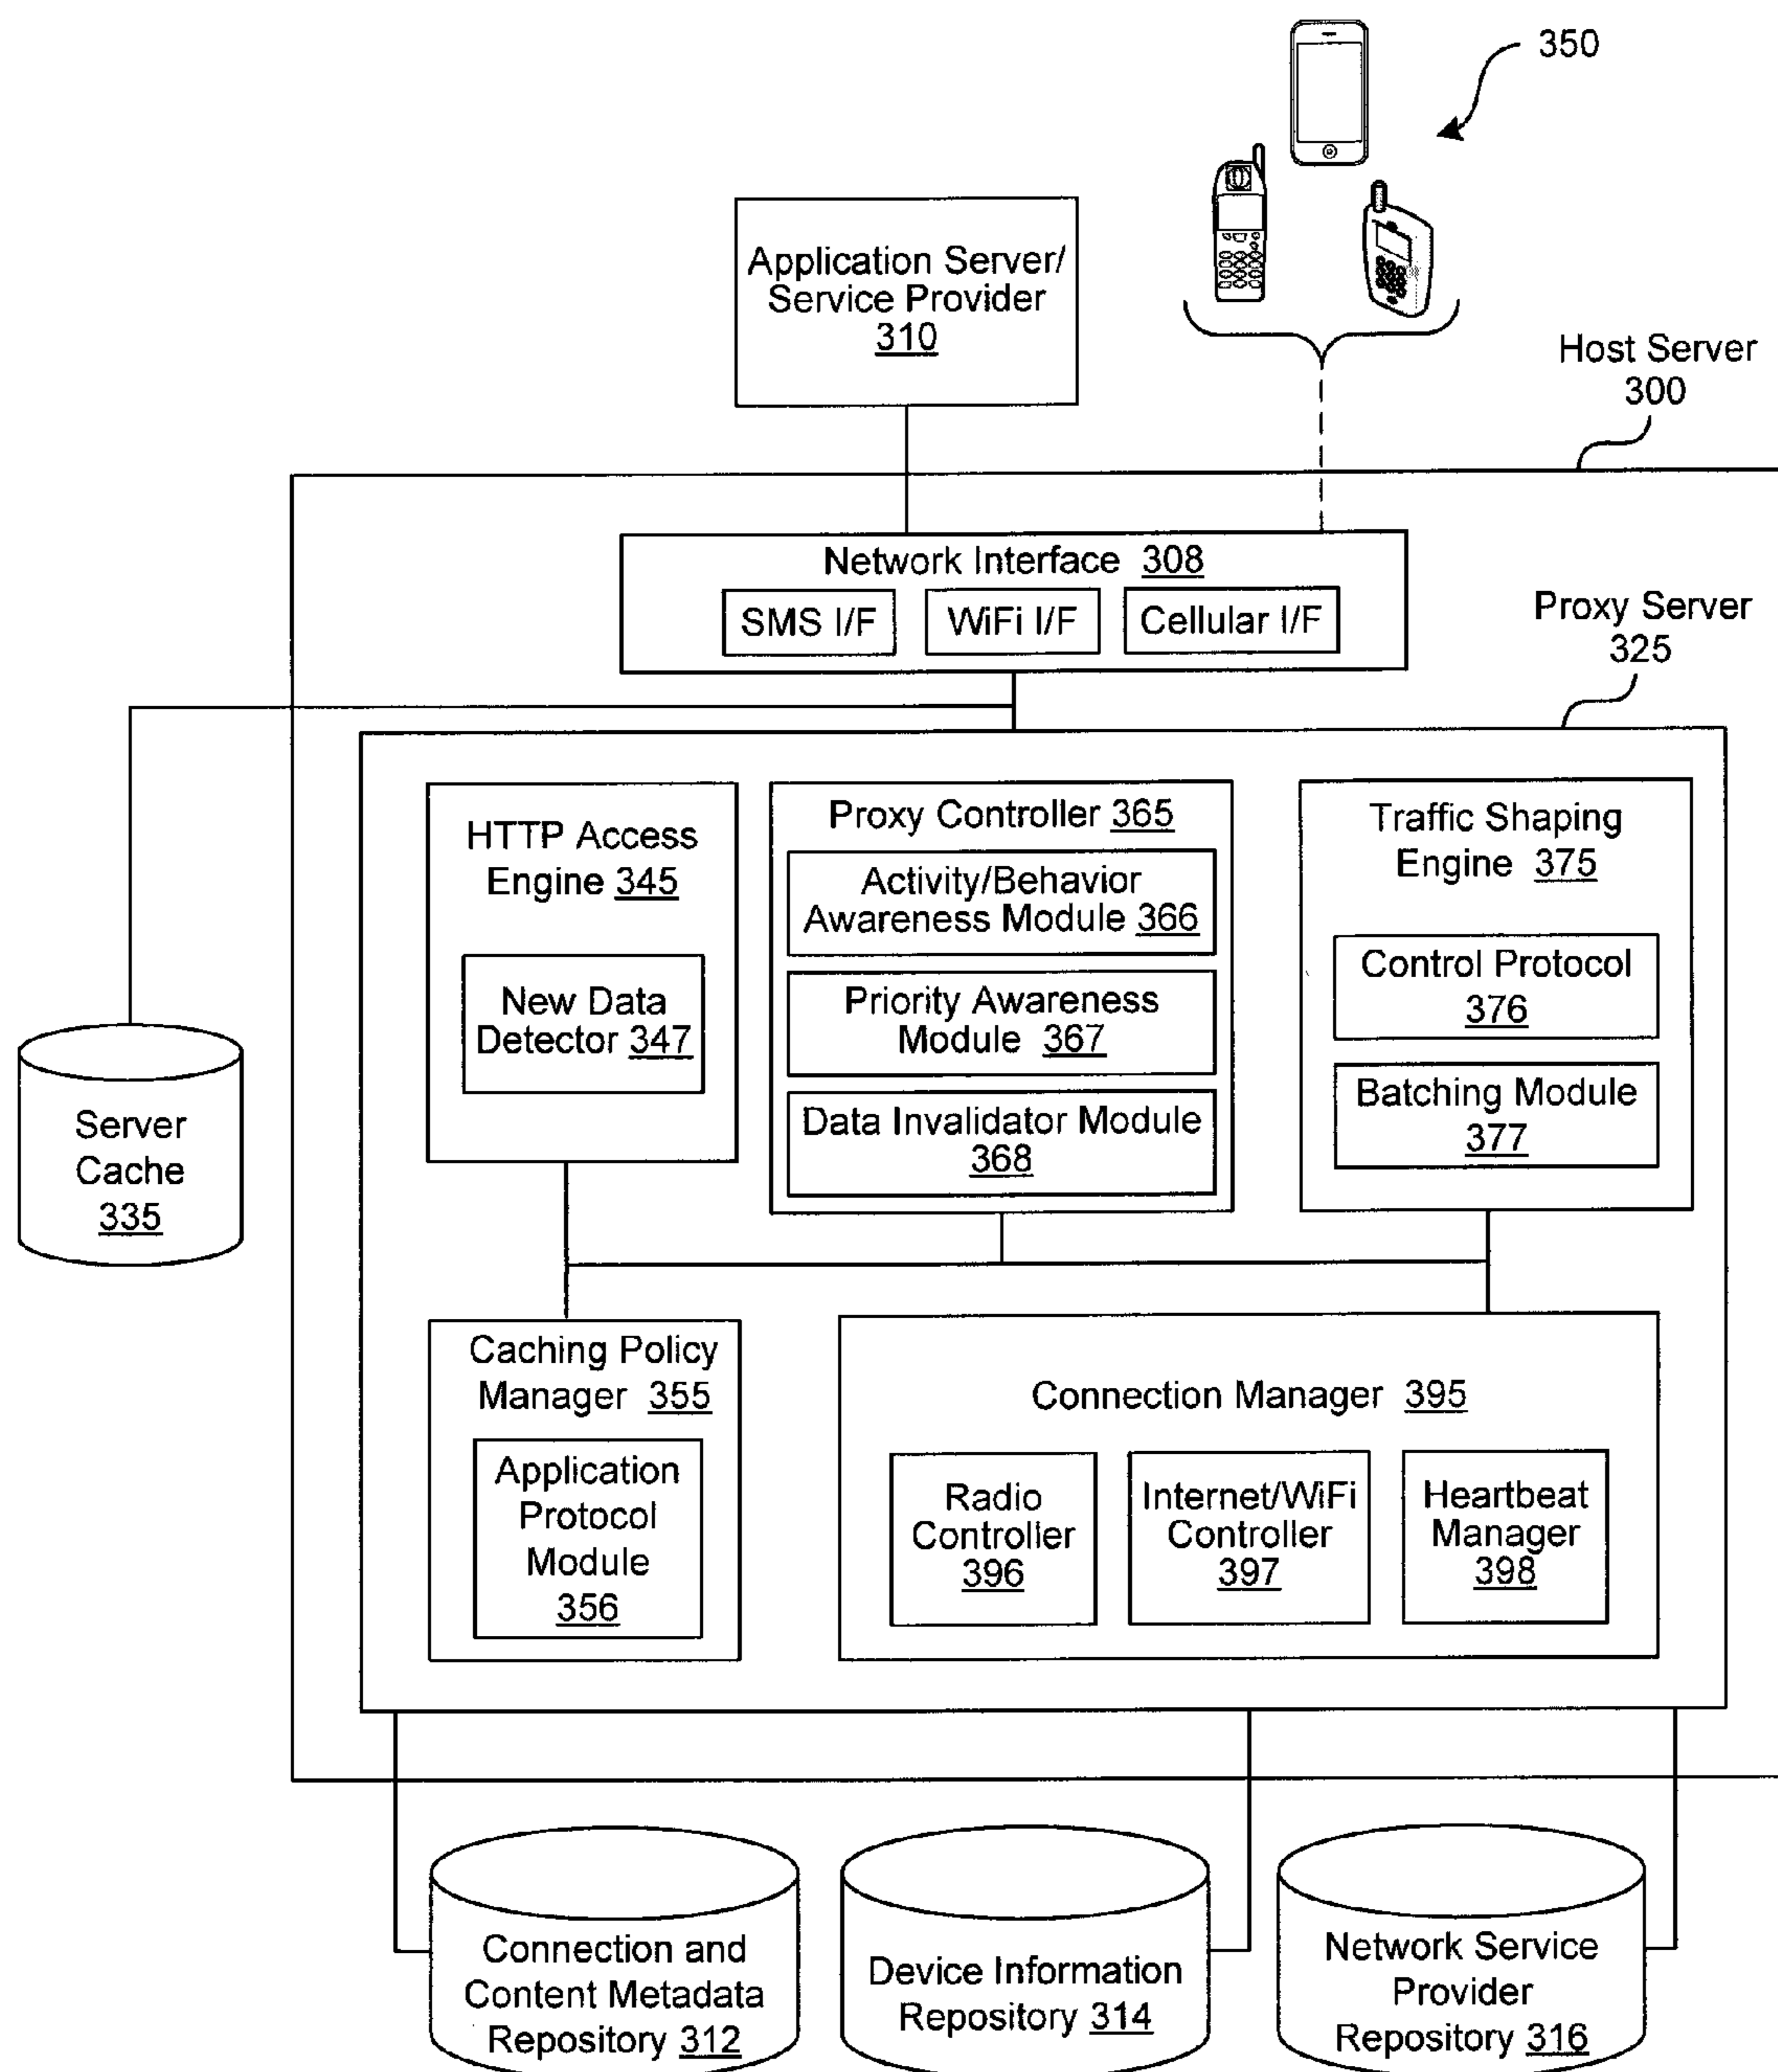 350
Application Server/
Service Provider
310
Host Server
300
Network Interface 308
SMS I/F
WiFi I/F
Cellular I/F
Proxy Server
325
HTTP Access
Engine 345
New Data
Detector 347
Proxy Controller 365
Activity/Behavior
Awareness Module 366
Priority Awareness
Module 367
Data Invalidator Module
368
Traffic Shaping
Engine 375
Control Protocol
376
Batching Module
377
Server
Cache
335
Caching Policy
Manager 355
Application
Protocol
Module
356
Connection Manager 395
Radio
Controller
396
Internet/WiFi
Controller
397
Heartbeat
Manager
398
Connection and
Content Metadata
Repository 312
Device Information
Repository 314
Network Service
Provider
Repository 316